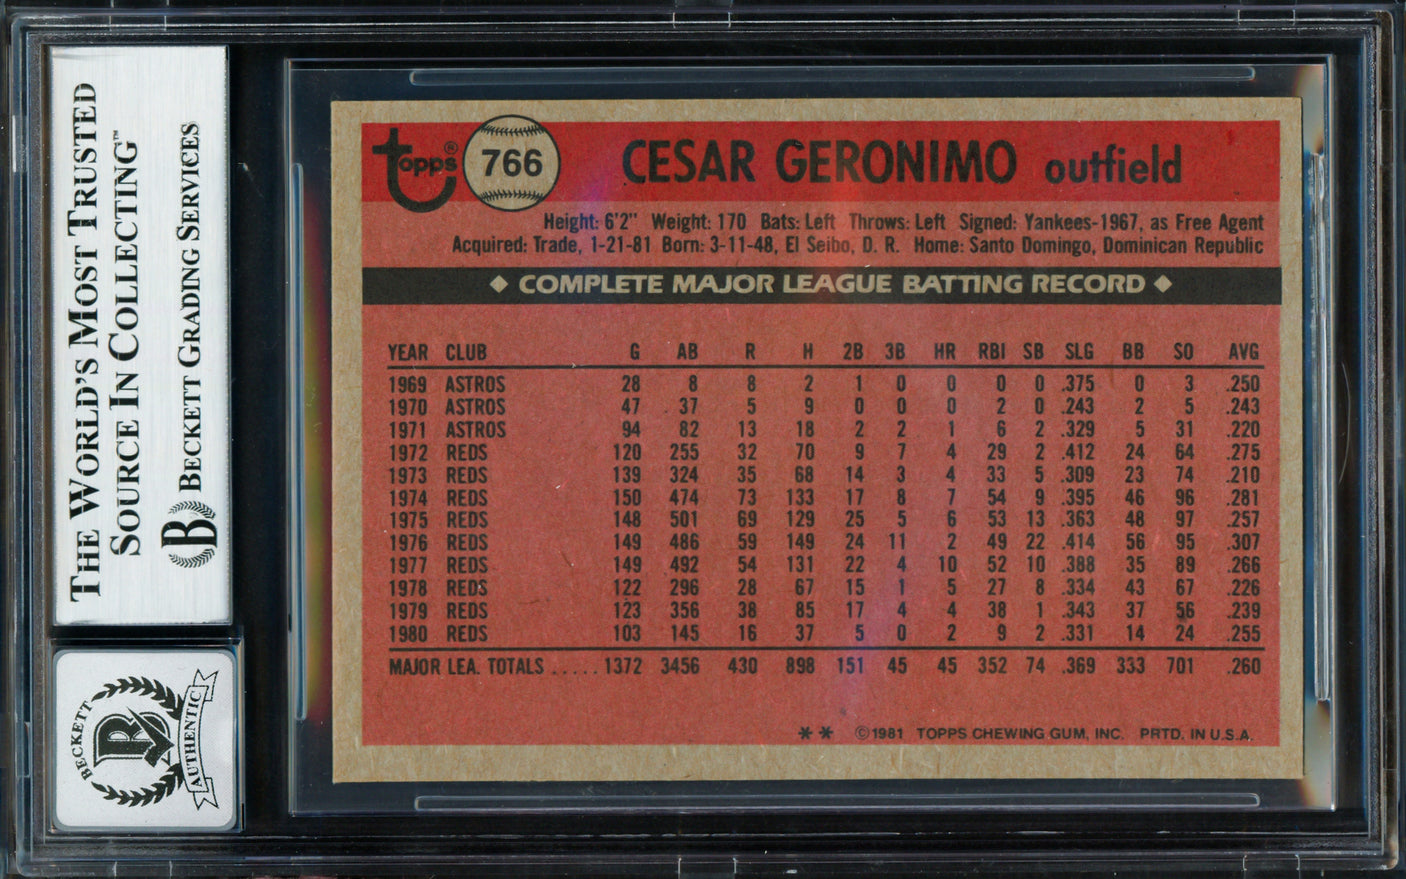 THE WORLD'S MOST TRUSTED
SOURCE IN COLLECTING™
BECKETT GRADING SERVICES
B
BECKETT
B
AUTHENTIC
topps®
766
CESAR GERONIMO outfield
Height: 6'2" Weight: 170 Bats: Left Throws: Left Signed: Yankees-1967, as Free Agent
Acquired: Trade, 1-21-81 Born: 3-11-48, El Seibo, D. R. Home: Santo Domingo, Dominican Republic
◆ COMPLETE MAJOR LEAGUE BATTING RECORD ◆
YEAR CLUB G AB R H 2B 3B HR RBI SB SLG BB SO AVG
1969 ASTROS 28 8 8 2 1 0 0 0 0 .375 0 3 .250
1970 ASTROS 47 37 5 9 0 0 0 2 0 .243 2 5 .243
1971 ASTROS 94 82 13 18 2 2 1 6 2 .329 5 31 .220
1972 REDS 120 255 32 70 9 7 4 29 2 .412 24 64 .275
1973 REDS 139 324 35 68 14 3 4 33 5 .309 23 74 .210
1974 REDS 150 474 73 133 17 8 7 54 9 .395 46 96 .281
1975 REDS 148 501 69 129 25 5 6 53 13 .363 48 97 .257
1976 REDS 149 486 59 149 24 11 2 49 22 .414 56 95 .307
1977 REDS 149 492 54 131 22 4 10 52 10 .388 35 89 .266
1978 REDS 122 296 28 67 15 1 5 27 8 .334 43 67 .226
1979 REDS 123 356 38 85 17 4 4 38 1 .343 37 56 .239
1980 REDS 103 145 16 37 5 0 2 9 2 .331 14 24 .255
MAJOR LEA. TOTALS ..... 1372 3456 430 898 151 45 45 352 74 .369 333 701 .260
** ©1981 TOPPS CHEWING GUM, INC. PRTD. IN U.S.A.